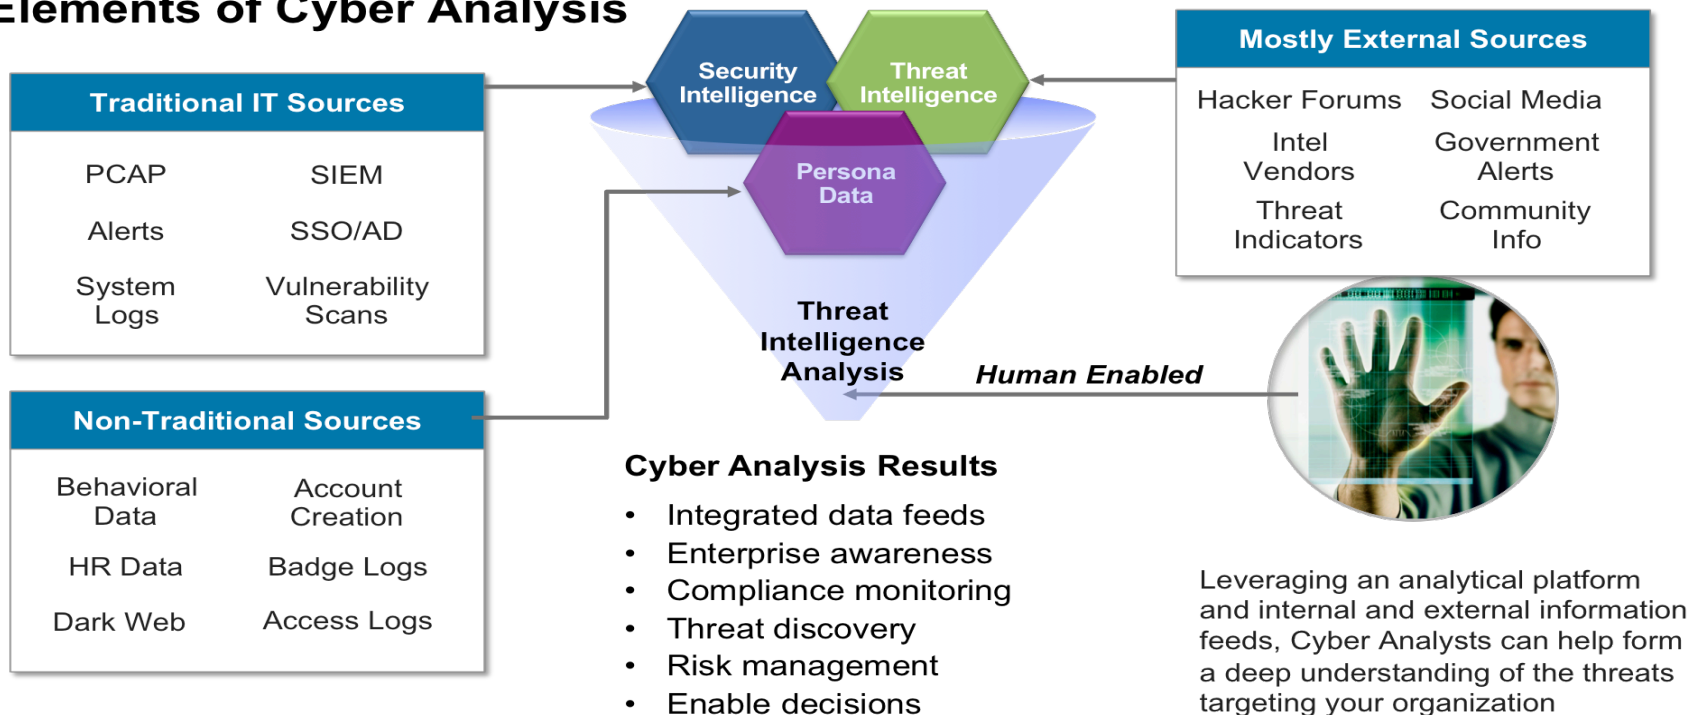 Elements of Cyber Analysis
Traditional IT Sources
PCAP
SIEM
Alerts
SSO/AD
System
Logs
Vulnerability
Scans
Non-Traditional Sources
Behavioral
Data
Account
Creation
HR Data
Badge Logs
Dark Web
Access Logs
Security
Intelligence
Threat
Intelligence
Persona
Data
Threat
Intelligence
Analysis
Human Enabled
Cyber Analysis Results
• Integrated data feeds
• Enterprise awareness
• Compliance monitoring
• Threat discovery
• Risk management
• Enable decisions
Mostly External Sources
Hacker Forums
Social Media
Intel
Vendors
Government
Alerts
Threat
Indicators
Community
Info
Leveraging an analytical platform
and internal and external information
feeds, Cyber Analysts can help form
a deep understanding of the threats
targeting your organization